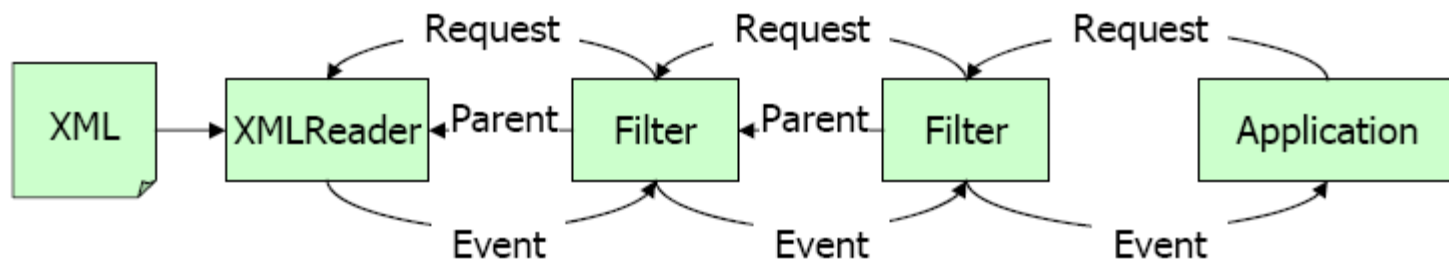 Request
Request
Request
XML
XMLReader
Parent
Filter
Parent
Filter
Application
Event
Event
Event